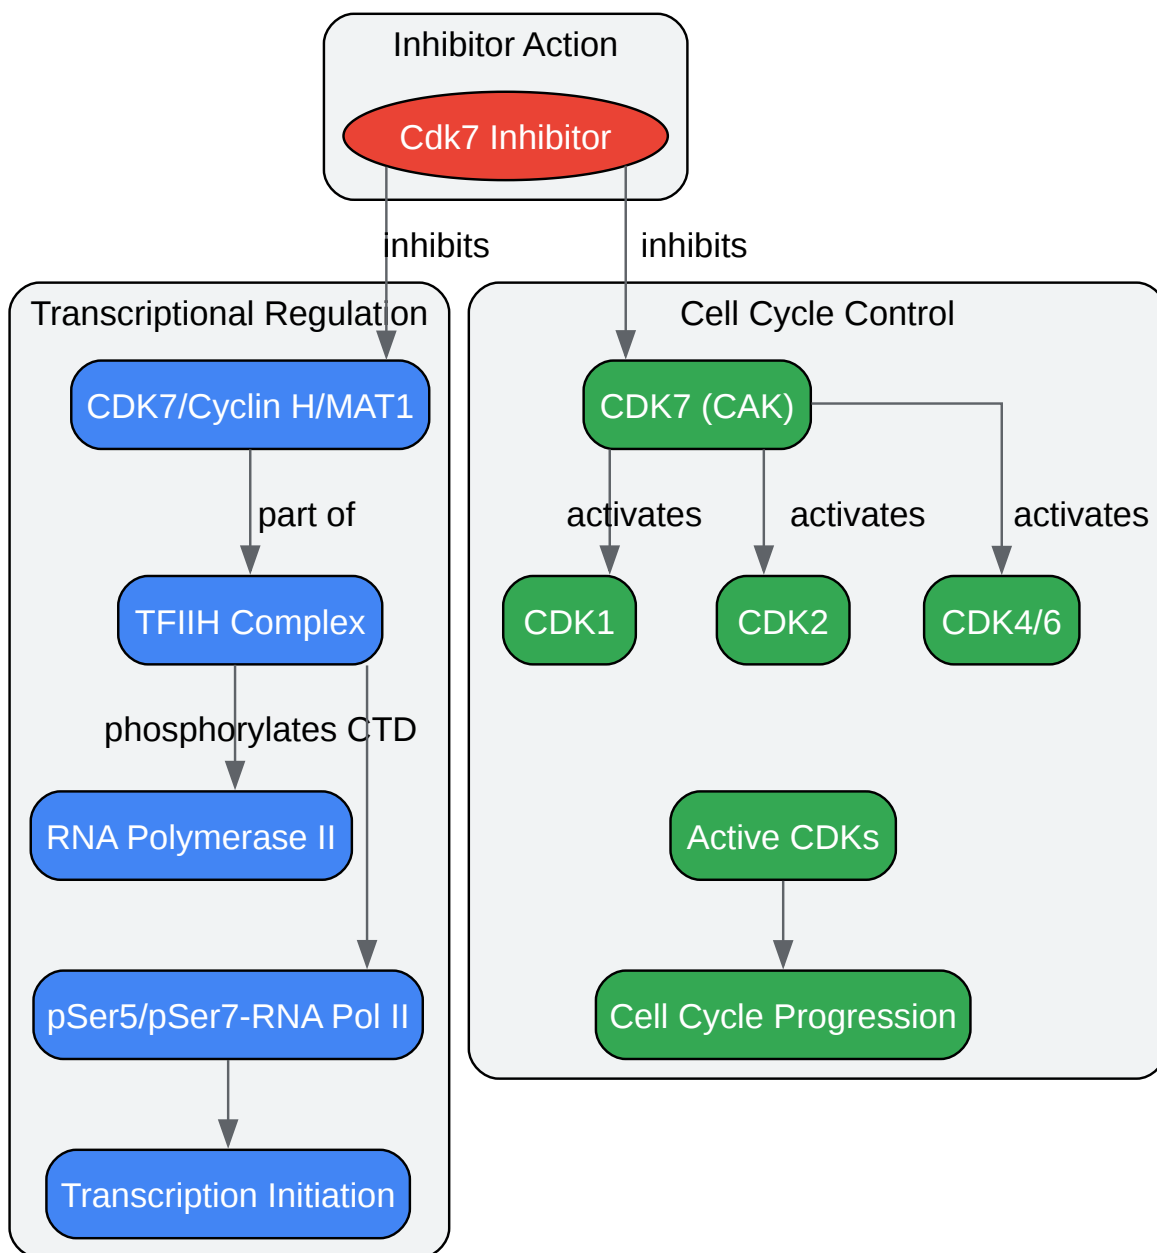 Inhibitor Action
Cdk7 Inhibitor
inhibits
inhibits
Transcriptional Regulation
CDK7/Cyclin H/MAT1
part of
TFIIH Complex
phosphorylates CTD
RNA Polymerase II
pSer5/pSer7-RNA Pol II
Transcription Initiation
Cell Cycle Control
CDK7 (CAK)
activates
activates
activates
CDK1
CDK2
CDK4/6
Active CDKs
Cell Cycle Progression